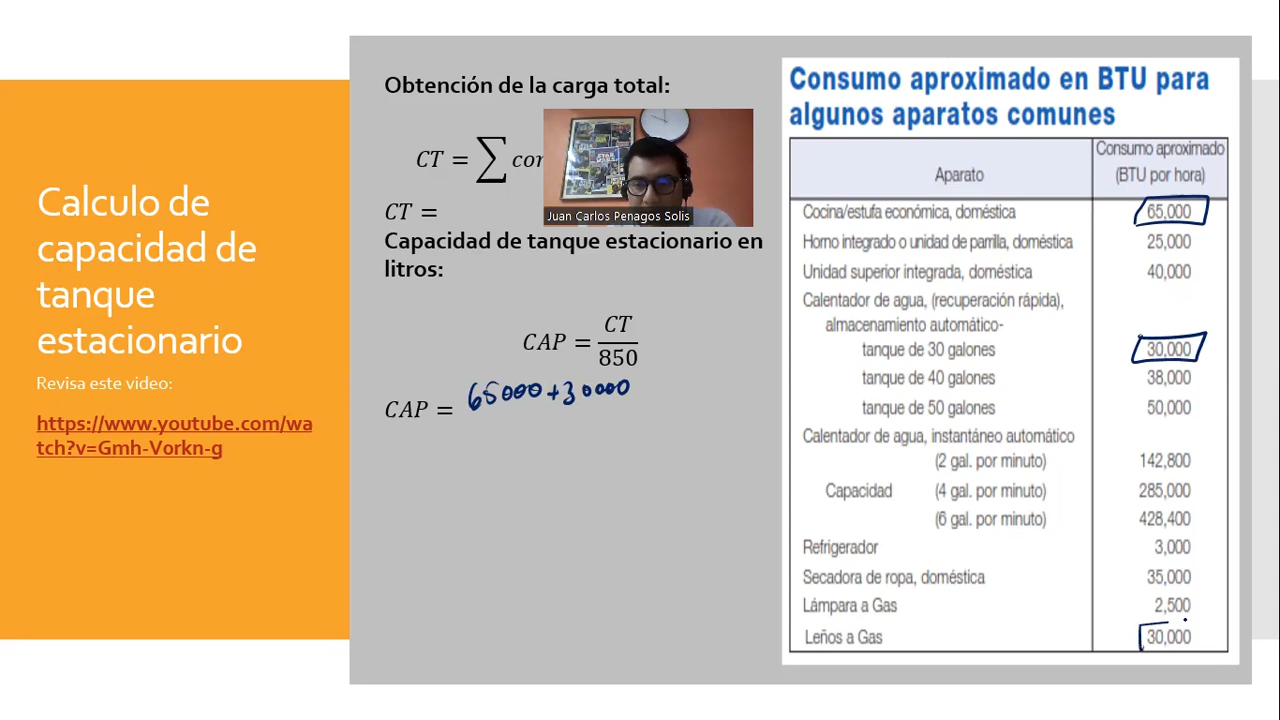 Calculo de
capacidad de
tanque
estacionario
Revisa este video:
https://www.youtube.com/wa
tch?v=Gmh-Vorkn-g
Obtención de la carga total:
CT = ∑ con
CT =
Juan Carlos Penagos Solis
Capacidad de tanque estacionario en
litros:
CAP = CT
850
65000+30000
CAP =
Consumo aproximado en BTU para
algunos aparatos comunes
Aparato Consumo aproximado
(BTU por hora)
Cocina/estufa económica, doméstica 65,000
Horno integrado o unidad de parrilla, doméstica 25,000
Unidad superior integrada, doméstica 40,000
Calentador de agua, (recuperación rápida),
almacenamiento automático-
tanque de 30 galones 30,000
tanque de 40 galones 38,000
tanque de 50 galones 50,000
Calentador de agua, instantáneo automático
(2 gal. por minuto) 142,800
Capacidad (4 gal. por minuto) 285,000
(6 gal. por minuto) 428,400
Refrigerador 3,000
Secadora de ropa, doméstica 35,000
Lámpara a Gas 2,500
Leños a Gas 30,000